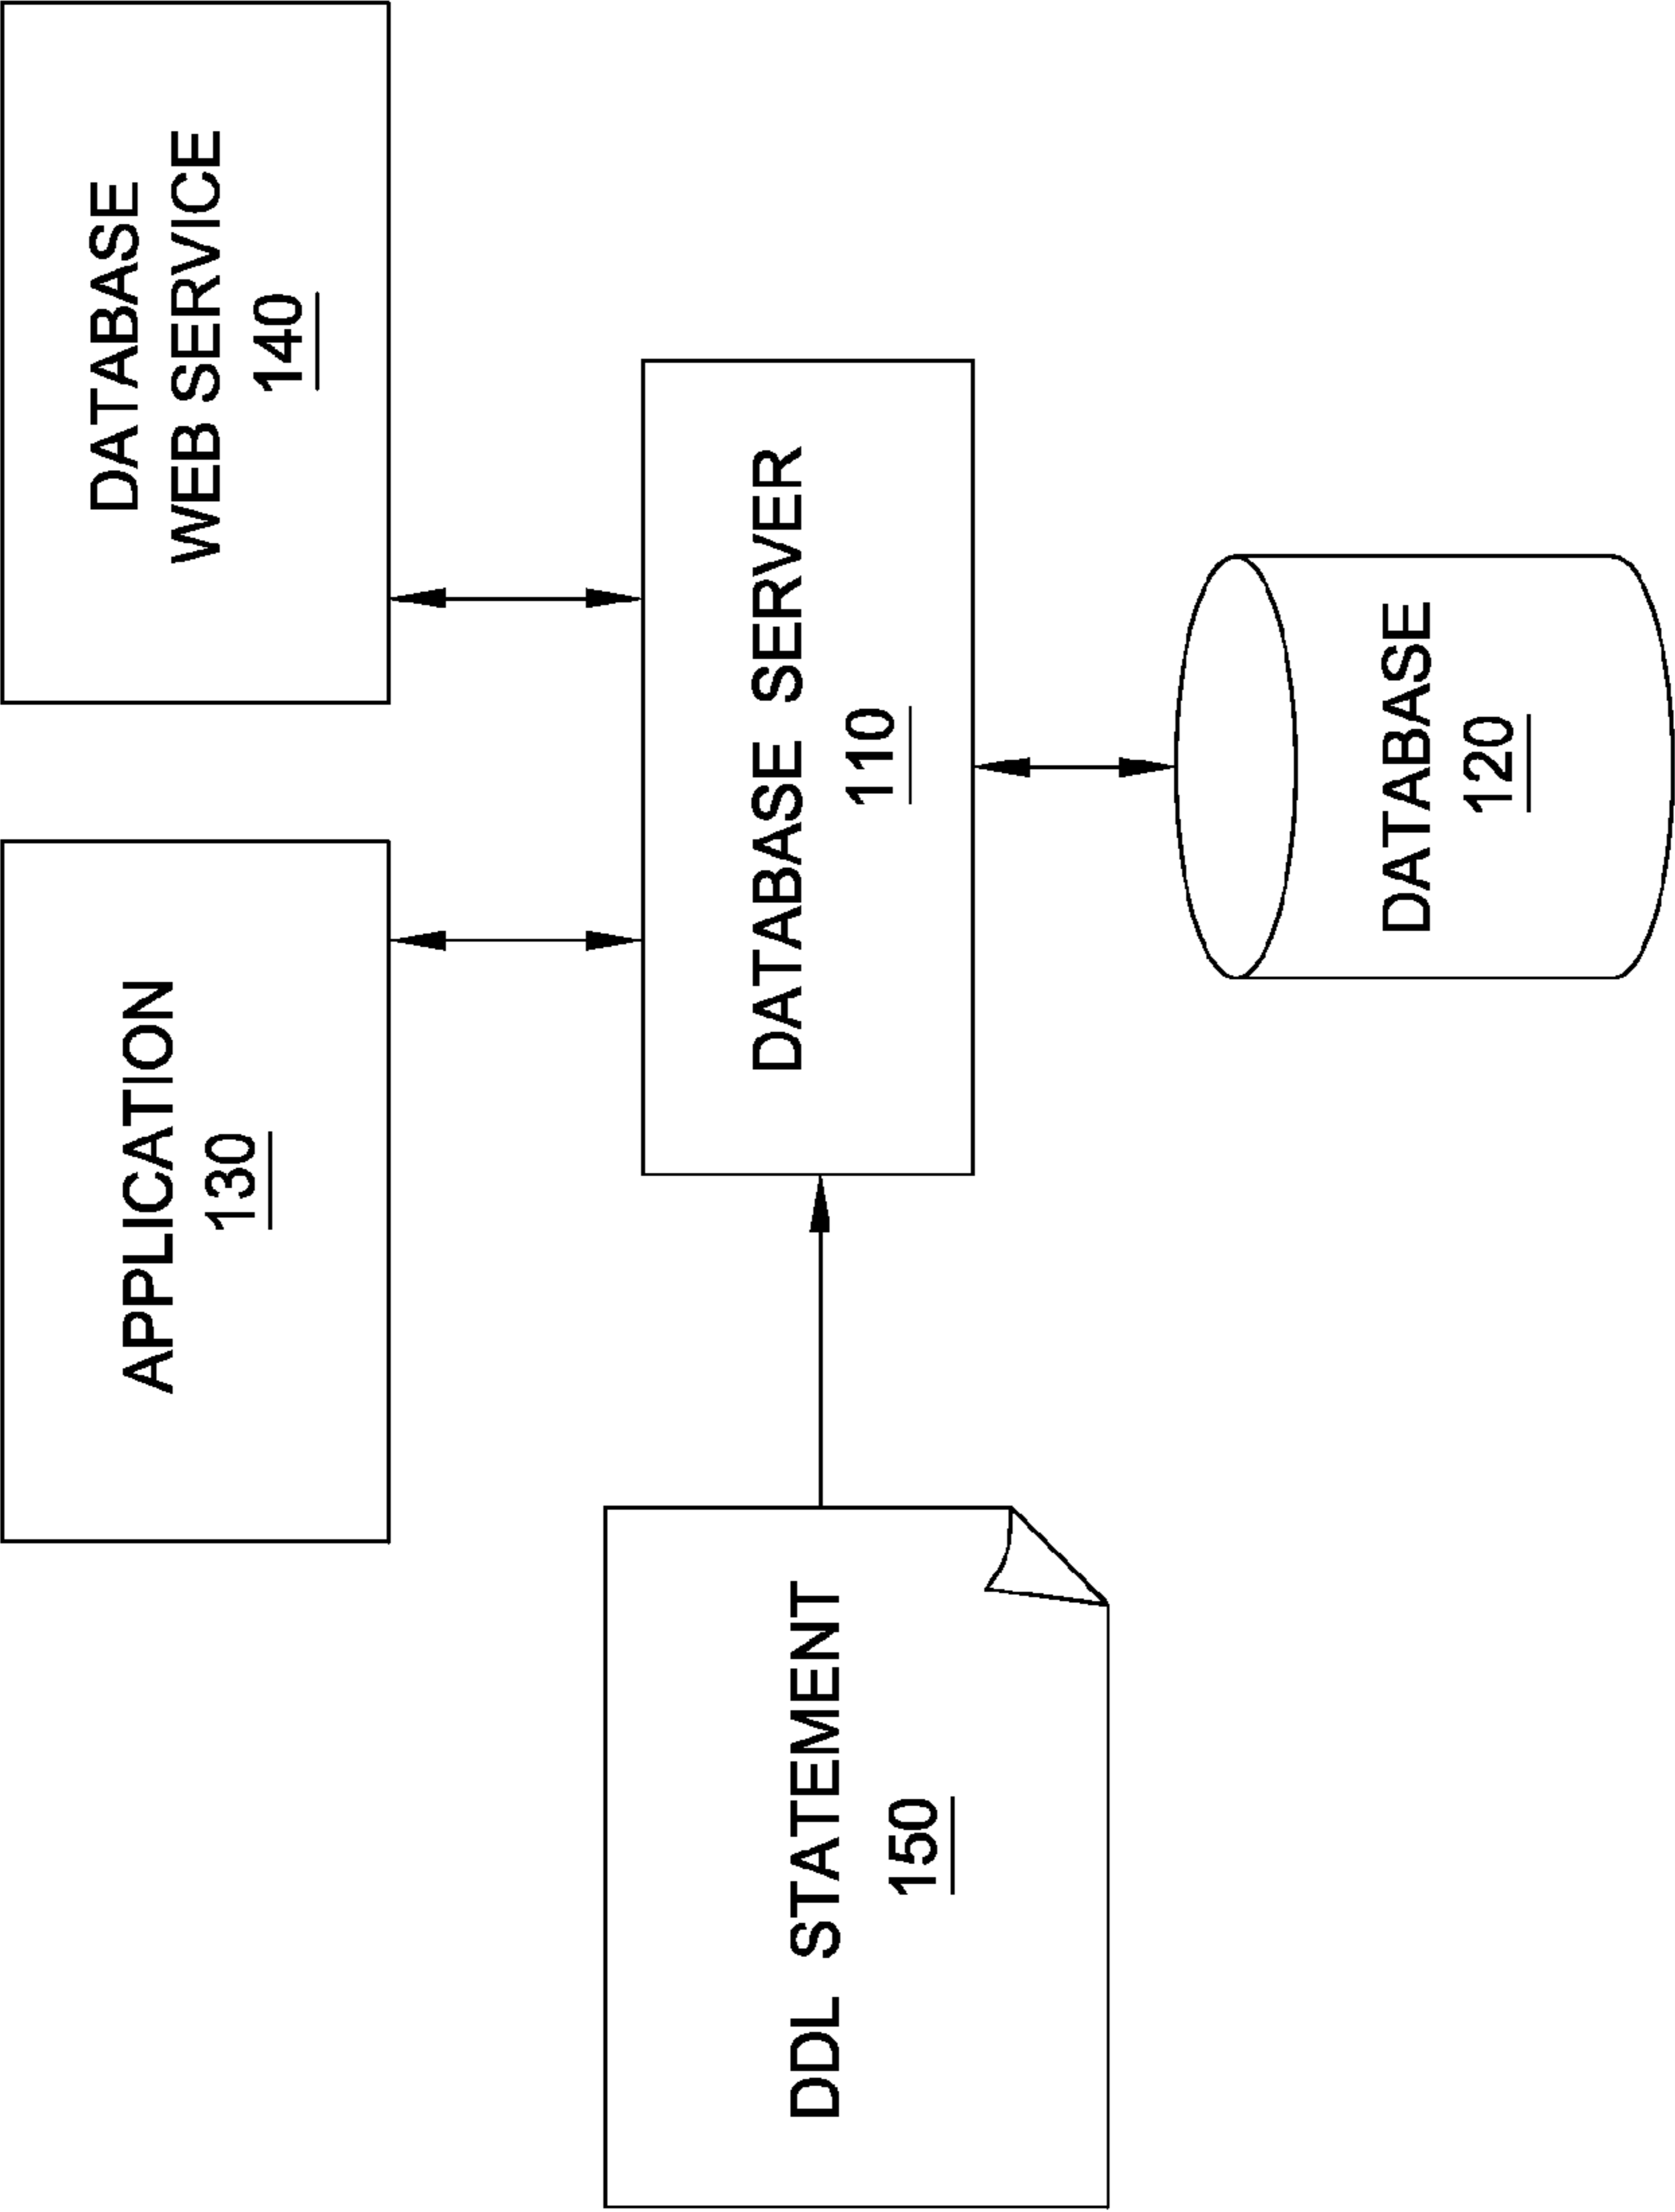 APPLICATION
130
DATABASE
WEB SERVICE
140
DDL STATEMENT
150
DATABASE SERVER
110
DATABASE
120